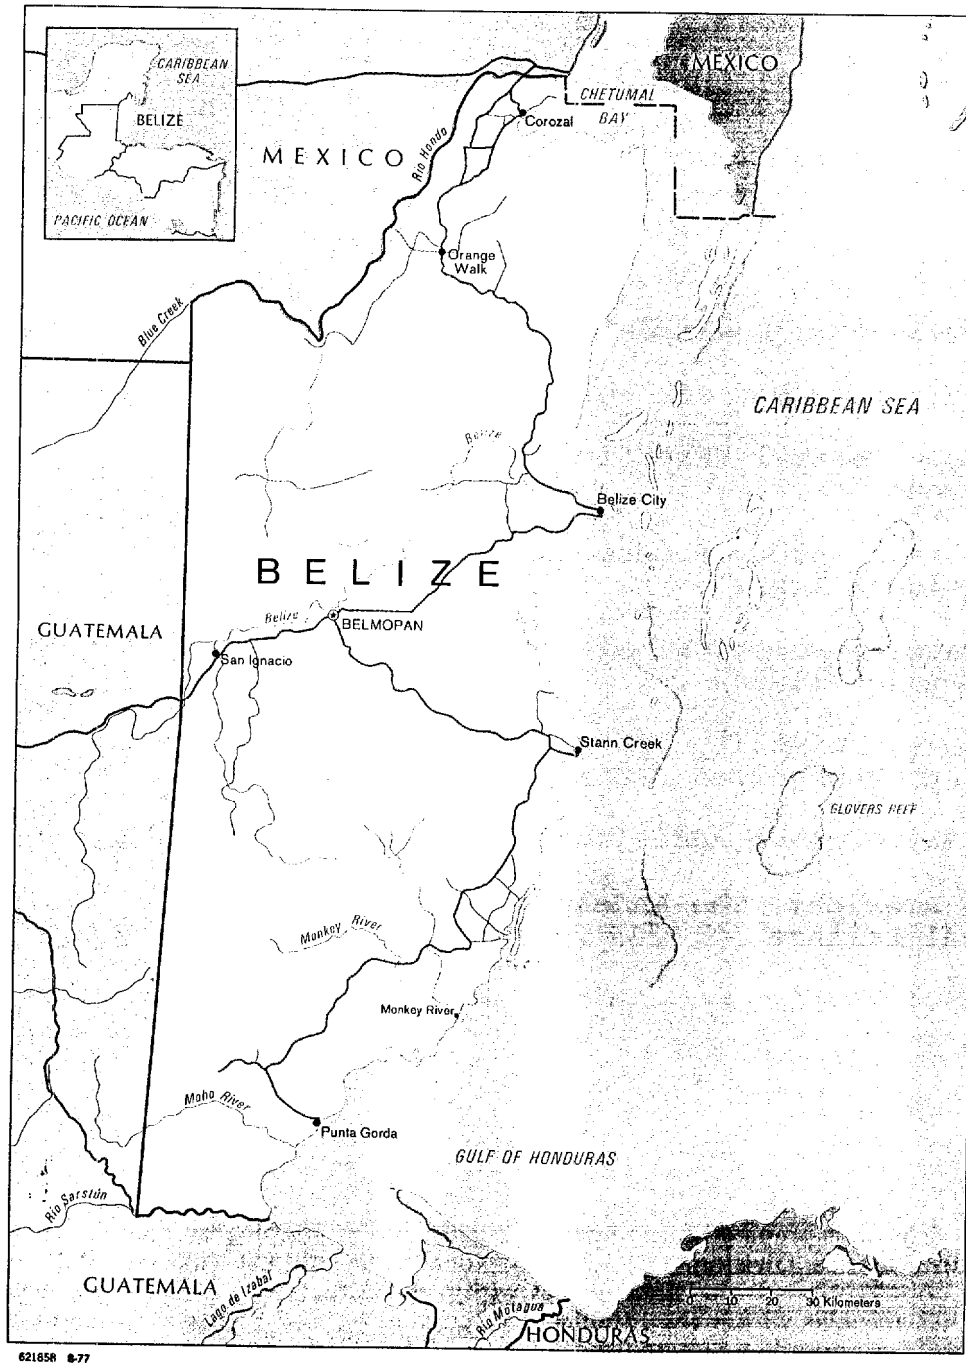 CARIBBEAN
SEA
BELIZE
PACIFIC OCEAN
MEXICO
MEXICO
CHETUMAL
BAY
Corozal
Rio Hondo
Orange
Walk
Blue Creek
CARIBBEAN SEA
Belize
Belize City
BELIZE
Belize
BELMOPAN
GUATEMALA
San Ignacio
Stann Creek
GLOVERS REEF
Monkey River
Monkey River
Moho River
Punta Gorda
GULF OF HONDURAS
Río Sarstún
GUATEMALA
Lago de Izabal
Río Motagua
HONDURAS
0 10 20 30 Kilometers
621858 8-77